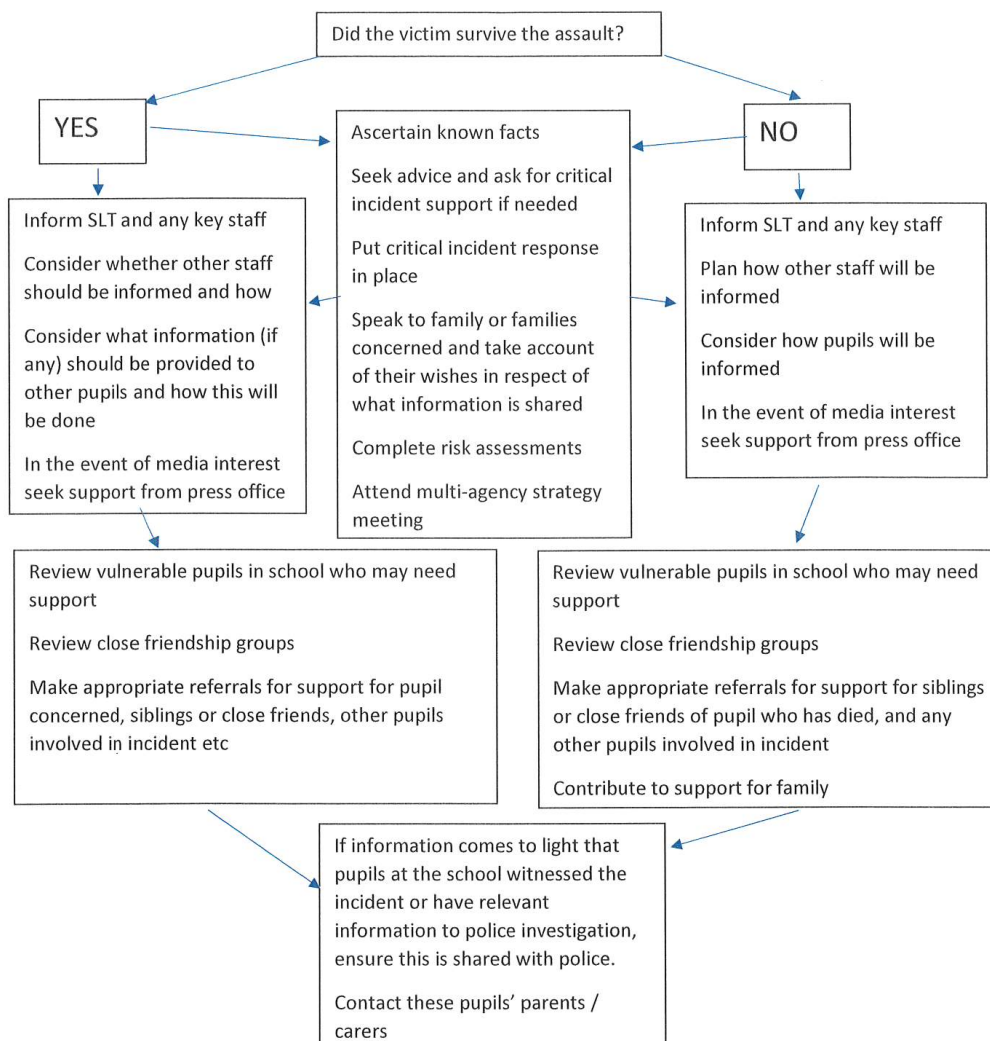 Did the victim survive the assault?
YES
NO
Ascertain known facts
Seek advice and ask for critical
incident support if needed
Put critical incident response
in place
Speak to family or families
concerned and take account
of their wishes in respect of
what information is shared
Complete risk assessments
Attend multi-agency strategy
meeting
Inform SLT and any key staff
Consider whether other staff
should be informed and how
Consider what information (if
any) should be provided to
other pupils and how this will
be done
In the event of media interest
seek support from press office
Inform SLT and any key staff
Plan how other staff will be
informed
Consider how pupils will be
informed
In the event of media interest
seek support from press office
Review vulnerable pupils in school who may need
support
Review close friendship groups
Make appropriate referrals for support for pupil
concerned, siblings or close friends, other pupils
involved in incident etc
Review vulnerable pupils in school who may need
support
Review close friendship groups
Make appropriate referrals for support for siblings
or close friends of pupil who has died, and any
other pupils involved in incident
Contribute to support for family
If information comes to light that
pupils at the school witnessed the
incident or have relevant
information to police investigation,
ensure this is shared with police.
Contact these pupils' parents /
carers